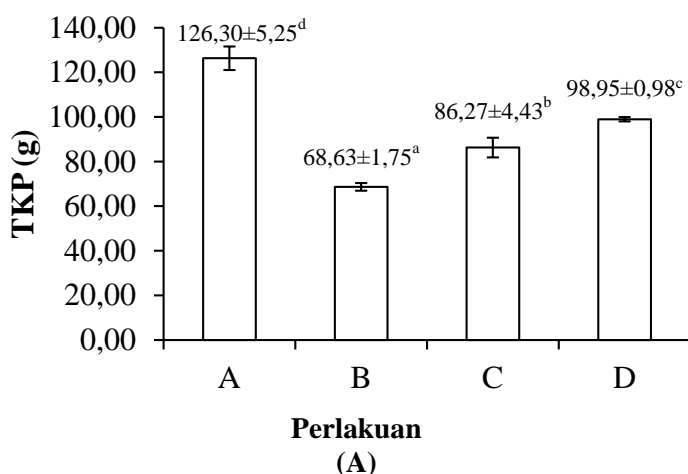 TKP (g)
140,00
120,00
100,00
80,00
60,00
40,00
20,00
0,00
126,30±5,25ᵈ
68,63±1,75ᵃ
86,27±4,43ᵇ
98,95±0,98ᶜ
A B C D
Perlakuan
(A)